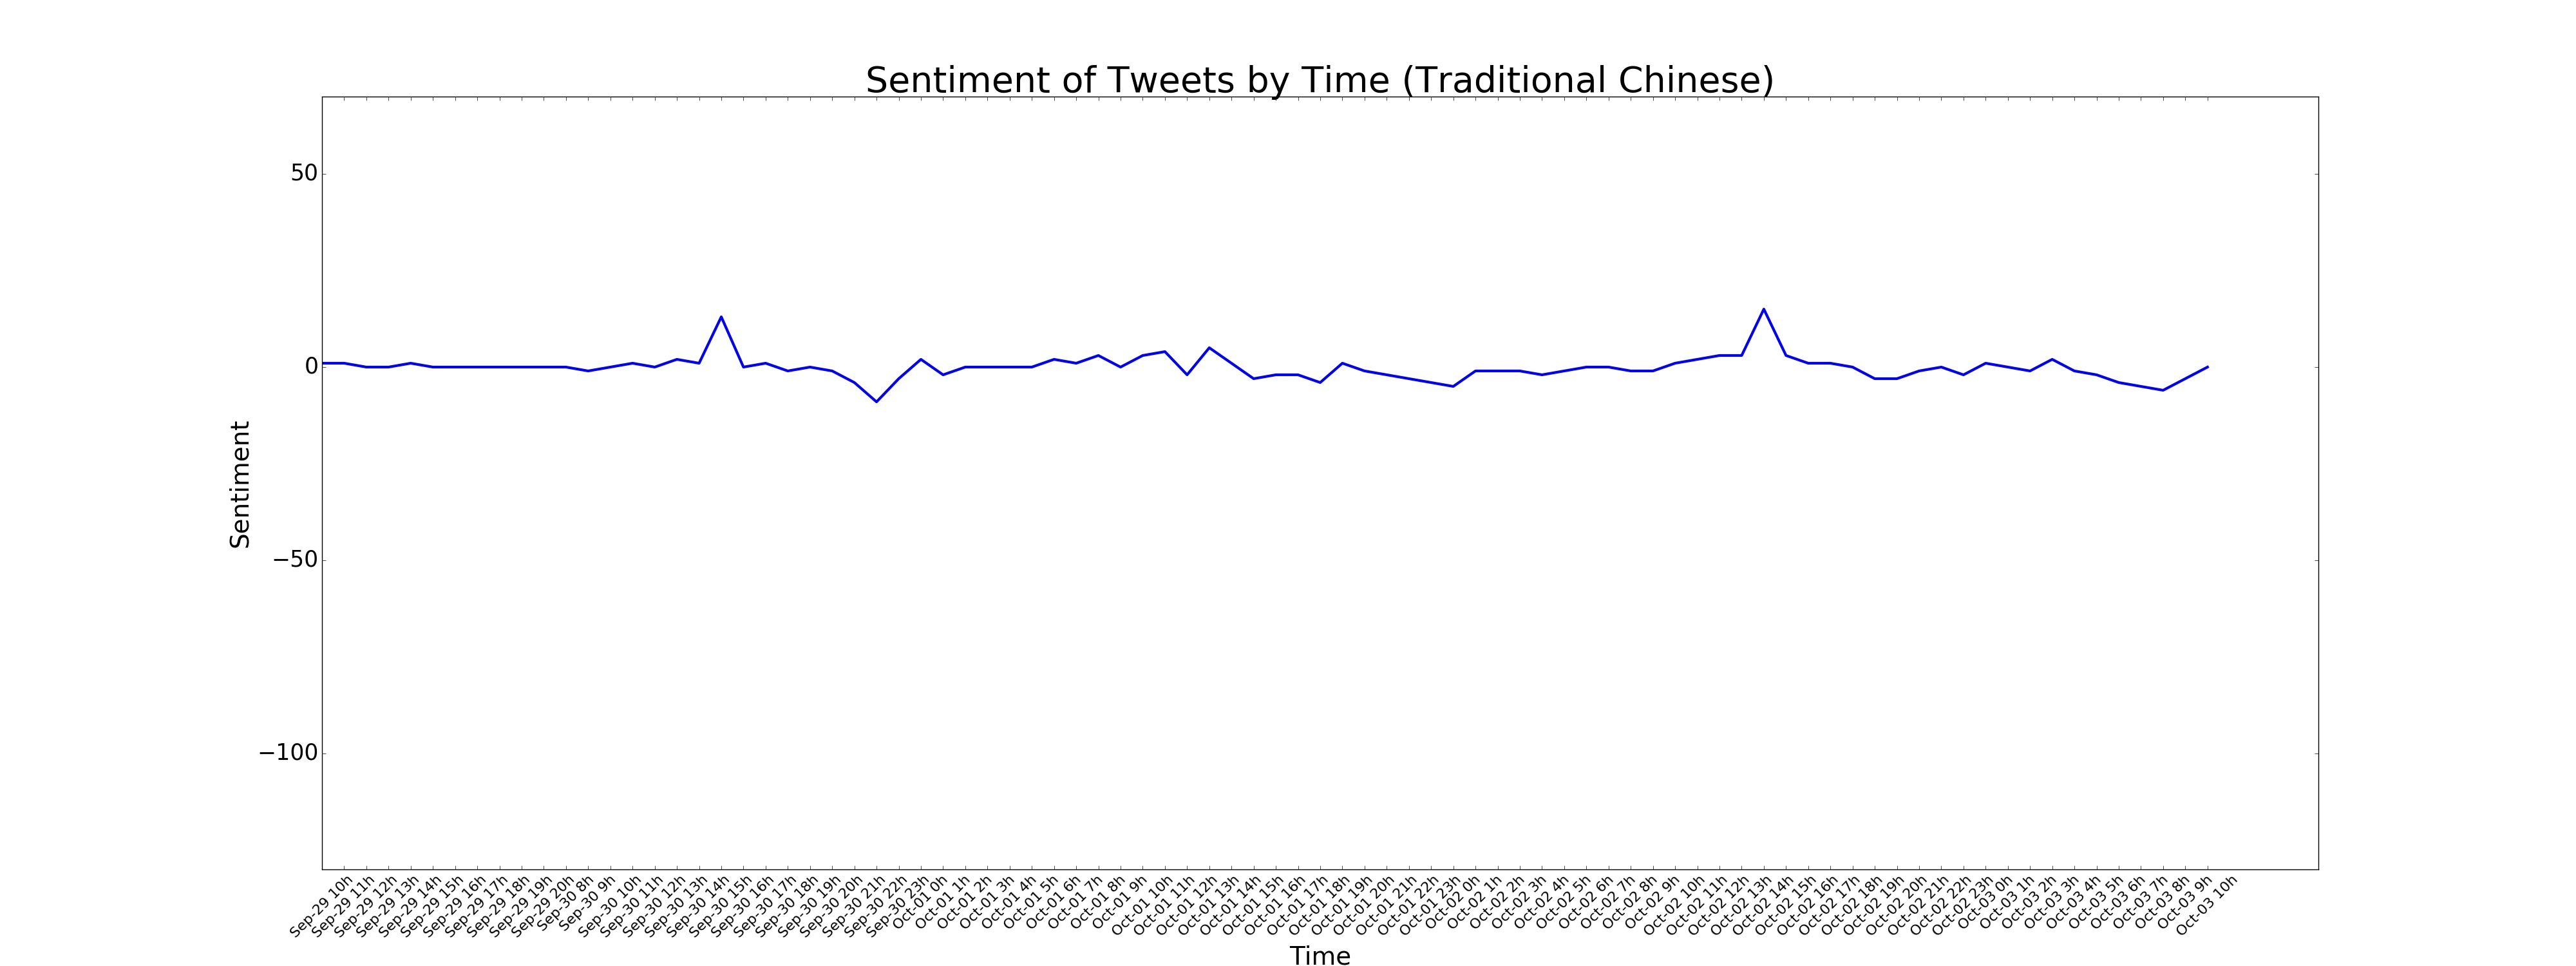 Sentiment of Tweets by Time (Traditional Chinese)
50
0
−50
−100
Sentiment
Sep-29 10h
Sep-29 11h
Sep-29 12h
Sep-29 13h
Sep-29 14h
Sep-29 15h
Sep-29 16h
Sep-29 17h
Sep-29 18h
Sep-29 19h
Sep-29 20h
Sep-30 8h
Sep-30 9h
Sep-30 10h
Sep-30 11h
Sep-30 12h
Sep-30 13h
Sep-30 14h
Sep-30 15h
Sep-30 16h
Sep-30 17h
Sep-30 18h
Sep-30 19h
Sep-30 20h
Sep-30 21h
Sep-30 22h
Sep-30 23h
Oct-01 0h
Oct-01 1h
Oct-01 2h
Oct-01 3h
Oct-01 4h
Oct-01 5h
Oct-01 6h
Oct-01 7h
Oct-01 8h
Oct-01 9h
Oct-01 10h
Oct-01 11h
Oct-01 12h
Oct-01 13h
Oct-01 14h
Oct-01 15h
Oct-01 16h
Oct-01 17h
Oct-01 18h
Oct-01 19h
Oct-01 20h
Oct-01 21h
Oct-01 22h
Oct-01 23h
Oct-02 0h
Oct-02 1h
Oct-02 2h
Oct-02 3h
Oct-02 4h
Oct-02 5h
Oct-02 6h
Oct-02 7h
Oct-02 8h
Oct-02 9h
Oct-02 10h
Oct-02 11h
Oct-02 12h
Oct-02 13h
Oct-02 14h
Oct-02 15h
Oct-02 16h
Oct-02 17h
Oct-02 18h
Oct-02 19h
Oct-02 20h
Oct-02 21h
Oct-02 22h
Oct-02 23h
Oct-03 0h
Oct-03 1h
Oct-03 2h
Oct-03 3h
Oct-03 4h
Oct-03 5h
Oct-03 6h
Oct-03 7h
Oct-03 8h
Oct-03 9h
Oct-03 10h
Time